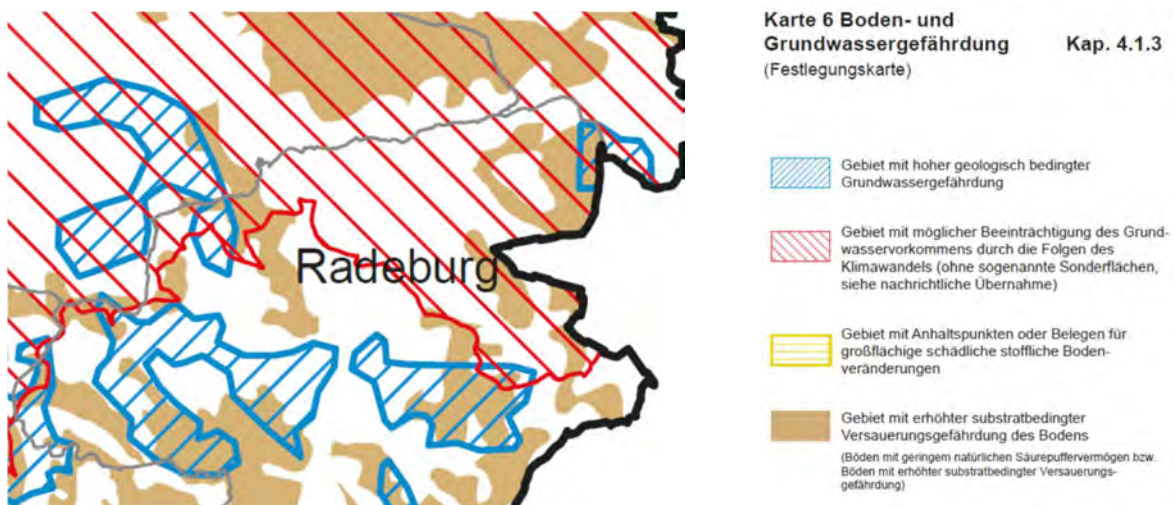 Radeburg
Karte 6 Boden- und
Grundwassergefährdung Kap. 4.1.3
(Festlegungskarte)
Gebiet mit hoher geologisch bedingter
Grundwassergefährdung
Gebiet mit möglicher Beeinträchtigung des Grund-
wasservorkommens durch die Folgen des
Klimawandels (ohne sogenannte Sonderflächen,
siehe nachrichtliche Übernahme)
Gebiet mit Anhaltspunkten oder Belegen für
großflächige schädliche stoffliche Boden-
veränderungen
Gebiet mit erhöhter substratbedingter
Versauerungsgefährdung des Bodens
(Böden mit geringem natürlichen Säurepuffervermögen bzw.
Böden mit erhöhter substratbedingter Versauerungs-
gefährdung)